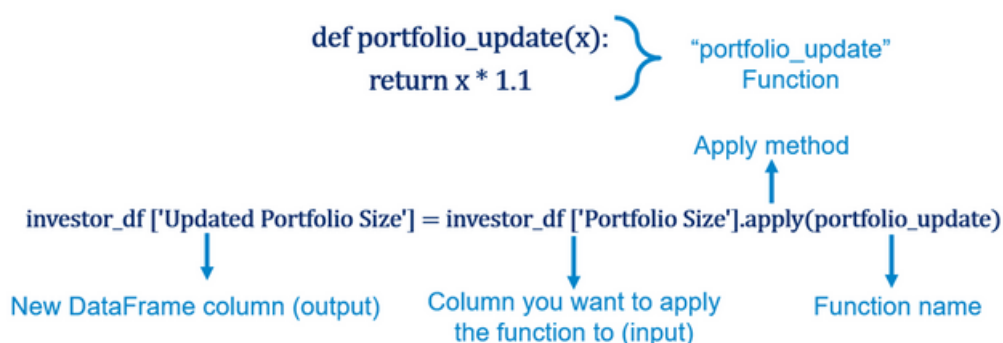 def portfolio_update(x):
return x * 1.1
“portfolio_update”
Function
Apply method
investor_df ['Updated Portfolio Size'] = investor_df ['Portfolio Size'].apply(portfolio_update)
New DataFrame column (output)
Column you want to apply
the function to (input)
Function name